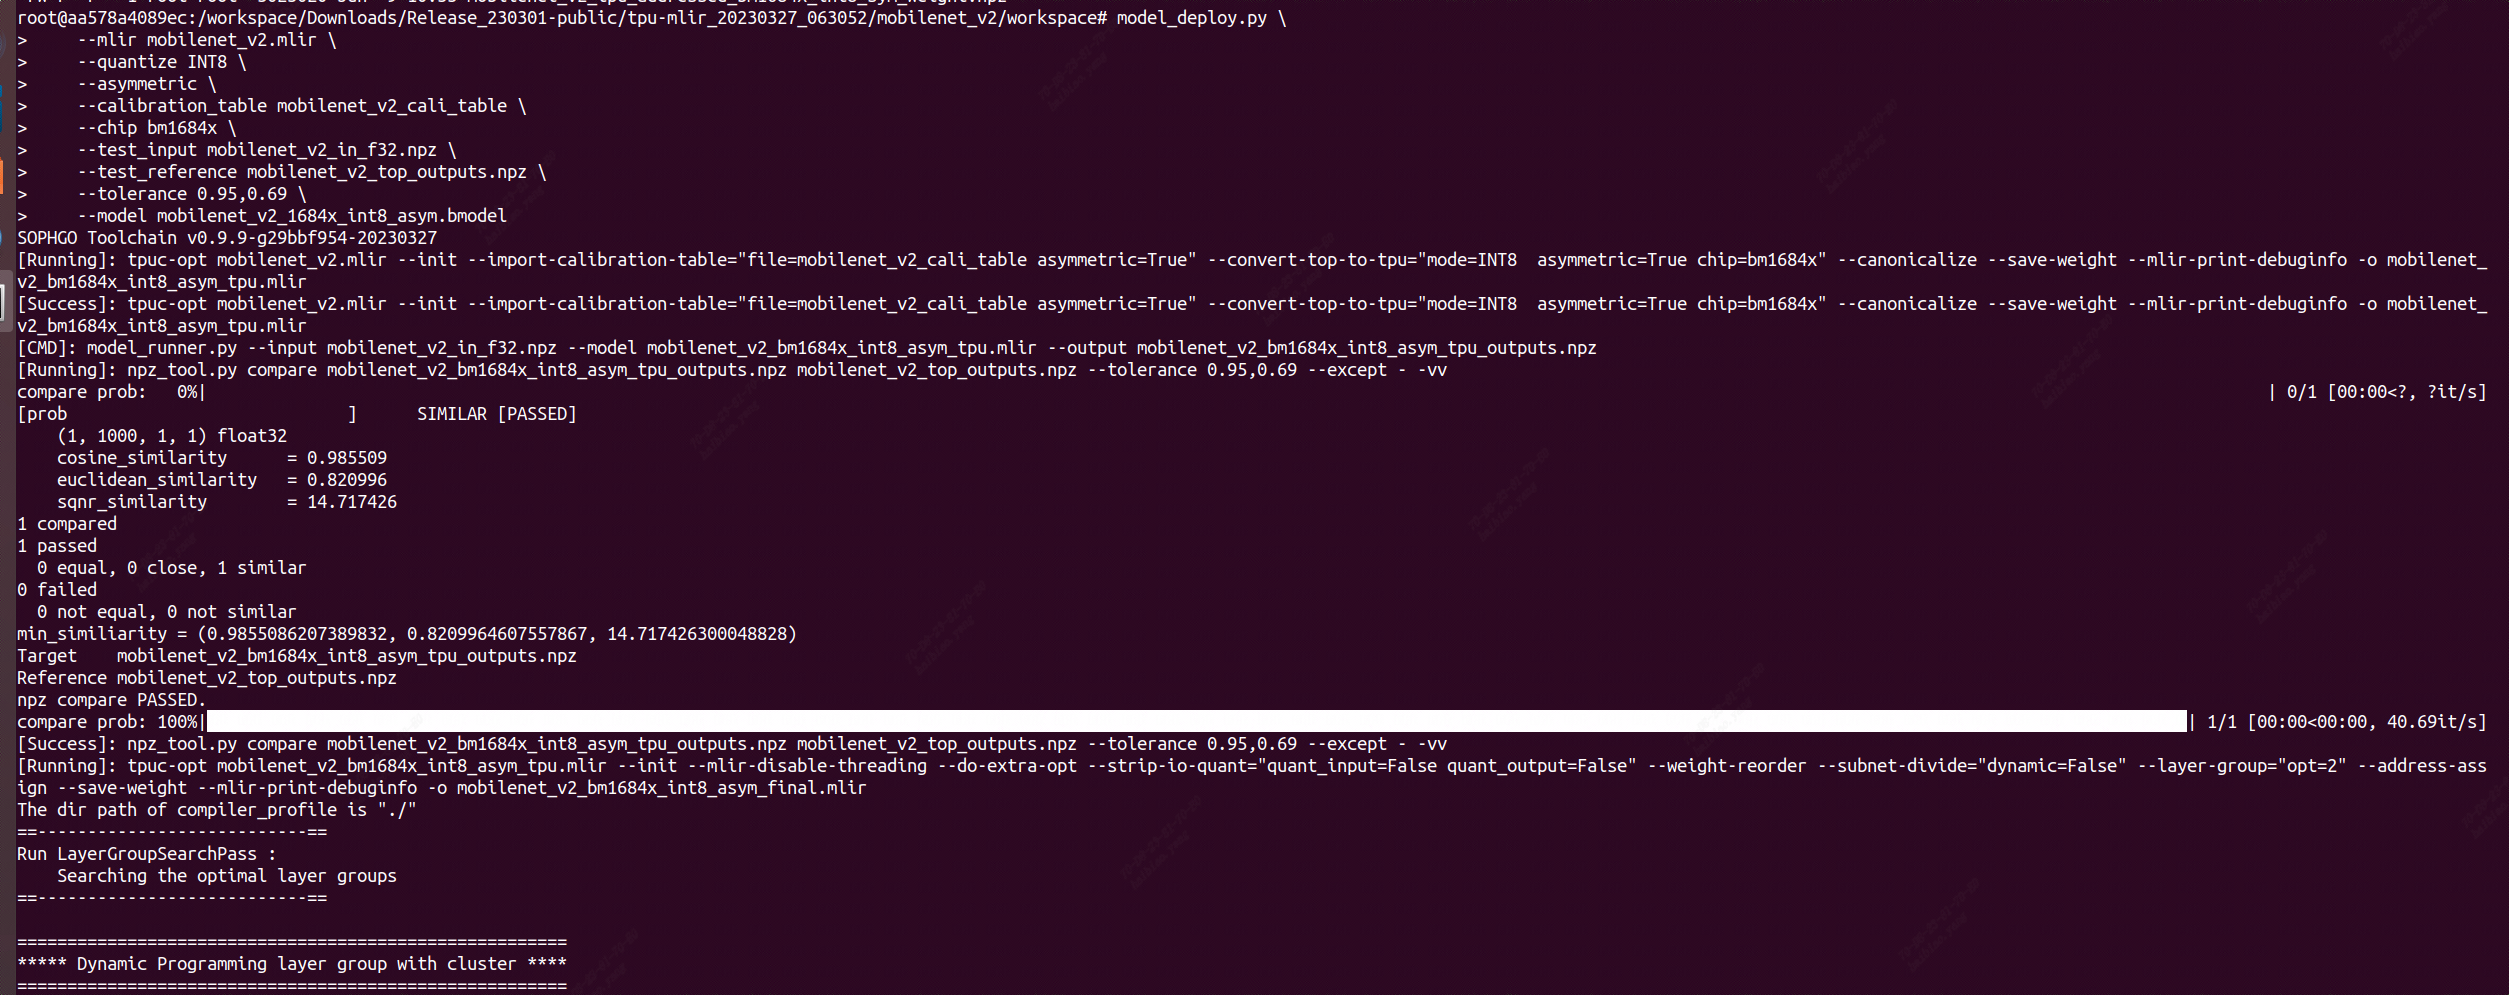 root@aa578a4089ec:/workspace/Downloads/Release_230301-public/tpu-mlir_20230327_063052/mobilenet_v2/workspace# model_deploy.py \
>     --mlir mobilenet_v2.mlir \
>     --quantize INT8 \
>     --asymmetric \
>     --calibration_table mobilenet_v2_cali_table \
>     --chip bm1684x \
>     --test_input mobilenet_v2_in_f32.npz \
>     --test_reference mobilenet_v2_top_outputs.npz \
>     --tolerance 0.95,0.69 \
>     --model mobilenet_v2_1684x_int8_asym.bmodel
SOPHGO Toolchain v0.9.9-g29bbf954-20230327
[Running]: tpuc-opt mobilenet_v2.mlir --init --import-calibration-table="file=mobilenet_v2_cali_table asymmetric=True" --convert-top-to-tpu="mode=INT8  asymmetric=True chip=bm1684x" --canonicalize --save-weight --mlir-print-debuginfo -o mobilenet_
v2_bm1684x_int8_asym_tpu.mlir
[Success]: tpuc-opt mobilenet_v2.mlir --init --import-calibration-table="file=mobilenet_v2_cali_table asymmetric=True" --convert-top-to-tpu="mode=INT8  asymmetric=True chip=bm1684x" --canonicalize --save-weight --mlir-print-debuginfo -o mobilenet_
v2_bm1684x_int8_asym_tpu.mlir
[CMD]: model_runner.py --input mobilenet_v2_in_f32.npz --model mobilenet_v2_bm1684x_int8_asym_tpu.mlir --output mobilenet_v2_bm1684x_int8_asym_tpu_outputs.npz
[Running]: npz_tool.py compare mobilenet_v2_bm1684x_int8_asym_tpu_outputs.npz mobilenet_v2_top_outputs.npz --tolerance 0.95,0.69 --except - -vv
compare prob:   0%|                    | 0/1 [00:00<?, ?it/s]
[prob                            ]      SIMILAR [PASSED]
    (1, 1000, 1, 1) float32
    cosine_similarity      = 0.985509
    euclidean_similarity   = 0.820996
    sqnr_similarity        = 14.717426
1 compared
1 passed
  0 equal, 0 close, 1 similar
0 failed
  0 not equal, 0 not similar
min_similiarity = (0.9855086207389832, 0.8209964607557867, 14.717426300048828)
Target    mobilenet_v2_bm1684x_int8_asym_tpu_outputs.npz
Reference mobilenet_v2_top_outputs.npz
npz compare PASSED.
compare prob: 100%|                    | 1/1 [00:00<00:00, 40.69it/s]
[Success]: npz_tool.py compare mobilenet_v2_bm1684x_int8_asym_tpu_outputs.npz mobilenet_v2_top_outputs.npz --tolerance 0.95,0.69 --except - -vv
[Running]: tpuc-opt mobilenet_v2_bm1684x_int8_asym_tpu.mlir --init --mlir-disable-threading --do-extra-opt --strip-io-quant="quant_input=False quant_output=False" --weight-reorder --subnet-divide="dynamic=False" --layer-group="opt=2" --address-ass
ign --save-weight --mlir-print-debuginfo -o mobilenet_v2_bm1684x_int8_asym_final.mlir
The dir path of compiler_profile is "./"
==---------------------------==
Run LayerGroupSearchPass :
    Searching the optimal layer groups
==---------------------------==
=======================================================
***** Dynamic Programming layer group with cluster ****
=======================================================